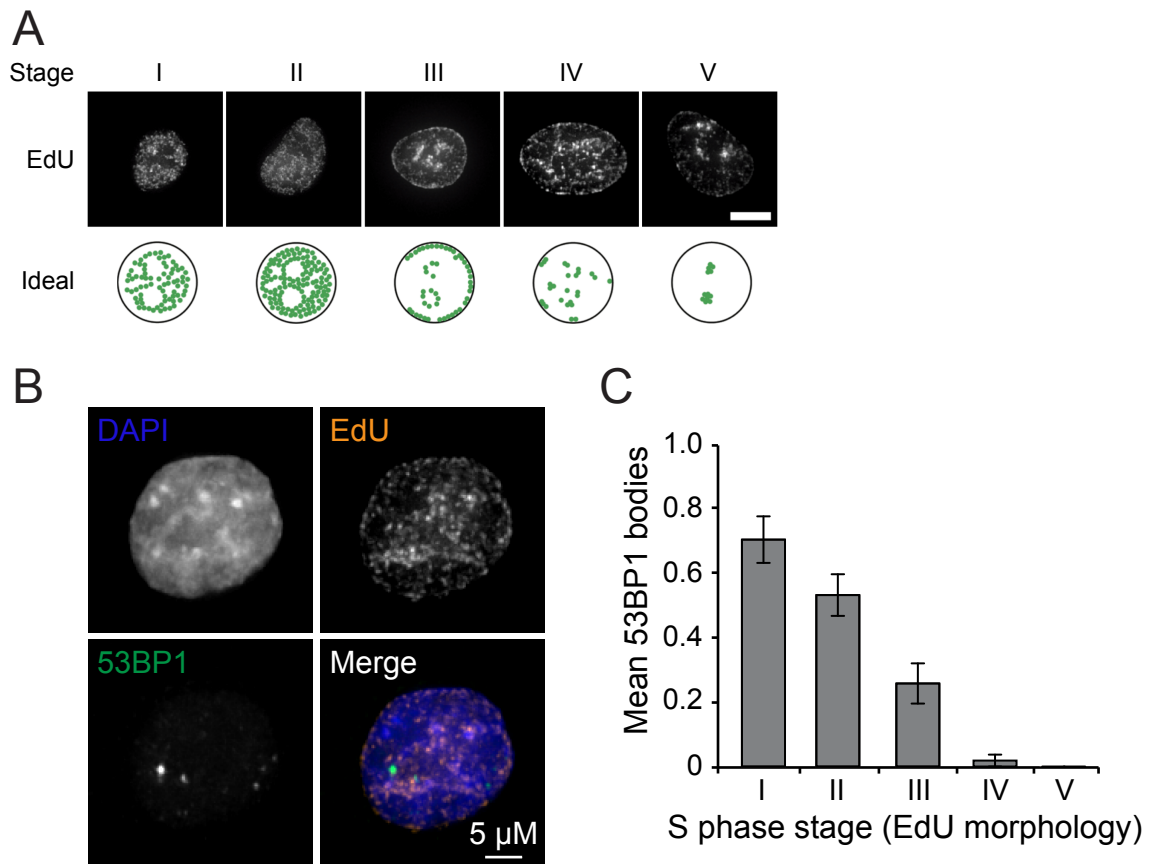 A
Stage I II III IV V
EdU
Ideal
B
DAPI EdU
53BP1 Merge
5 µM
C
Mean 53BP1 bodies
1.0
0.8
0.6
0.4
0.2
0
I II III IV V
S phase stage (EdU morphology)